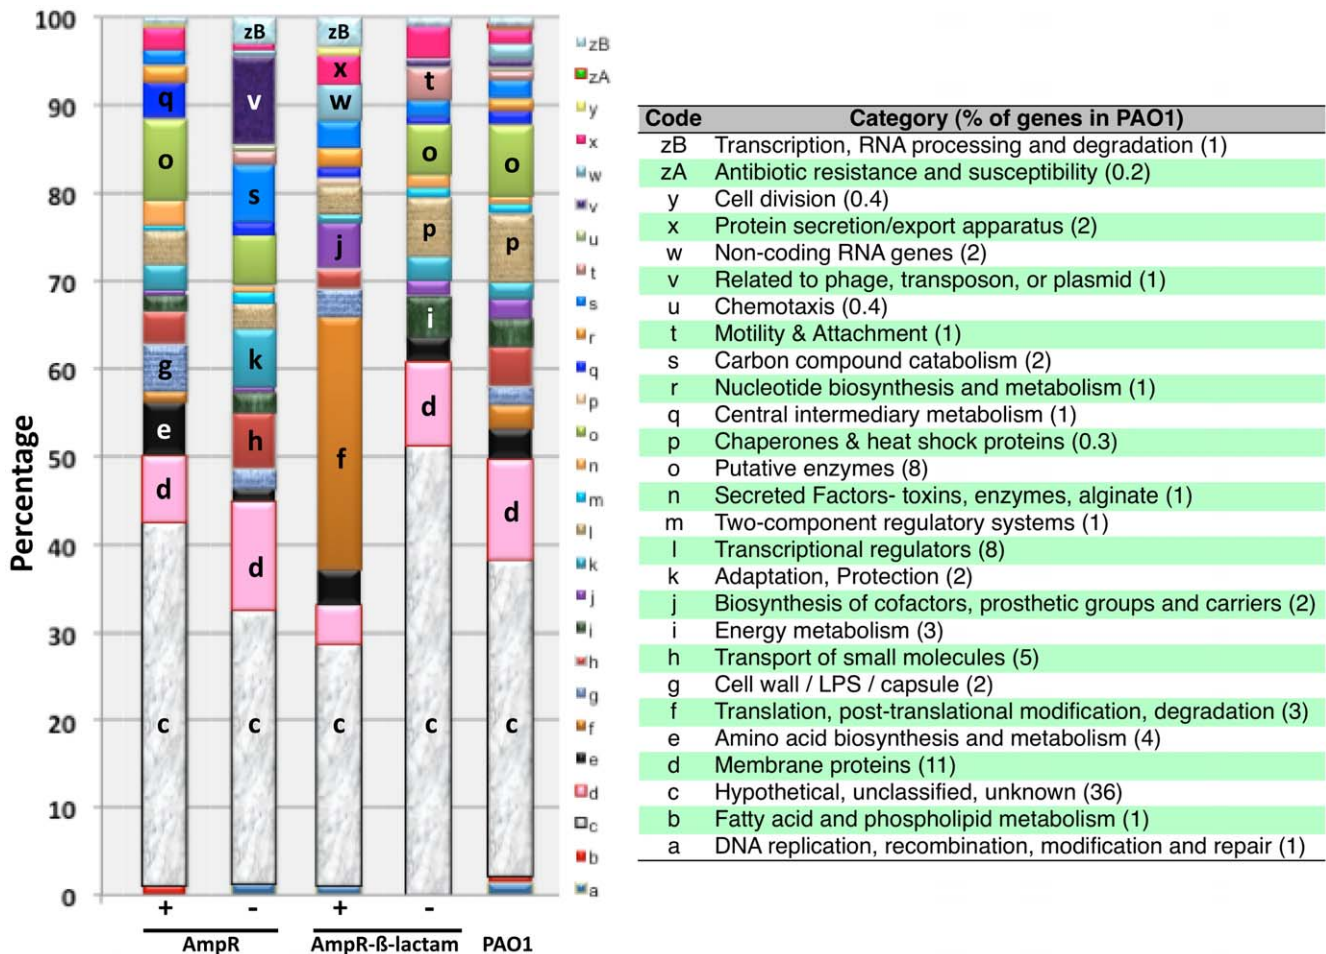 Percentage
100
90
80
70
60
50
40
30
20
10
0
q
o
g
e
d
c
zB
v
s
k
h
d
c
zB
x
w
j
f
c
t
o
p
i
d
c
o
p
d
c
+ - + -
AmpR AmpR-ß-lactam PAO1
zB
zA
y
x
w
v
u
t
s
r
q
p
o
n
m
l
k
j
i
h
g
f
e
d
c
b
a
Code Category (% of genes in PAO1)
zB Transcription, RNA processing and degradation (1)
zA Antibiotic resistance and susceptibility (0.2)
y Cell division (0.4)
x Protein secretion/export apparatus (2)
w Non-coding RNA genes (2)
v Related to phage, transposon, or plasmid (1)
u Chemotaxis (0.4)
t Motility & Attachment (1)
s Carbon compound catabolism (2)
r Nucleotide biosynthesis and metabolism (1)
q Central intermediary metabolism (1)
p Chaperones & heat shock proteins (0.3)
o Putative enzymes (8)
n Secreted Factors- toxins, enzymes, alginate (1)
m Two-component regulatory systems (1)
l Transcriptional regulators (8)
k Adaptation, Protection (2)
j Biosynthesis of cofactors, prosthetic groups and carriers (2)
i Energy metabolism (3)
h Transport of small molecules (5)
g Cell wall / LPS / capsule (2)
f Translation, post-translational modification, degradation (3)
e Amino acid biosynthesis and metabolism (4)
d Membrane proteins (11)
c Hypothetical, unclassified, unknown (36)
b Fatty acid and phospholipid metabolism (1)
a DNA replication, recombination, modification and repair (1)